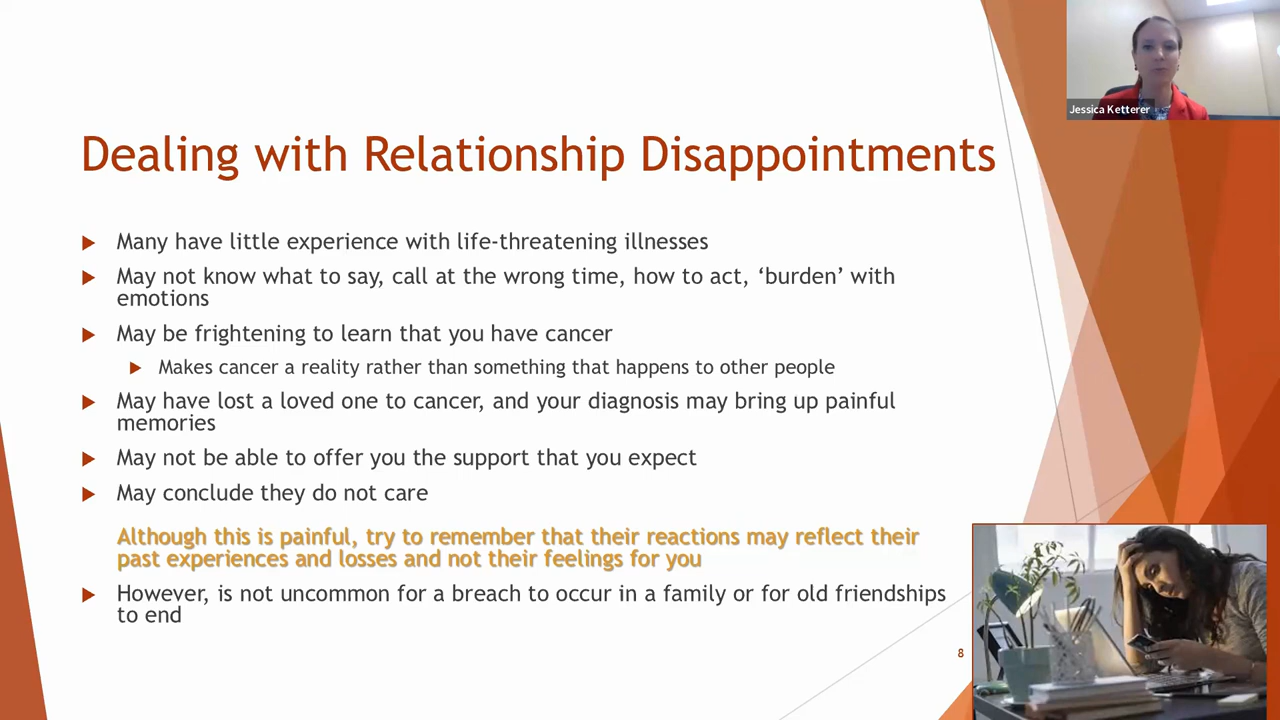 Jessica Ketterer
Dealing with Relationship Disappointments
Many have little experience with life-threatening illnesses
May not know what to say, call at the wrong time, how to act, ‘burden’ with
emotions
May be frightening to learn that you have cancer
Makes cancer a reality rather than something that happens to other people
May have lost a loved one to cancer, and your diagnosis may bring up painful
memories
May not be able to offer you the support that you expect
May conclude they do not care
Although this is painful, try to remember that their reactions may reflect their
past experiences and losses and not their feelings for you
However, is not uncommon for a breach to occur in a family or for old friendships
to end
8